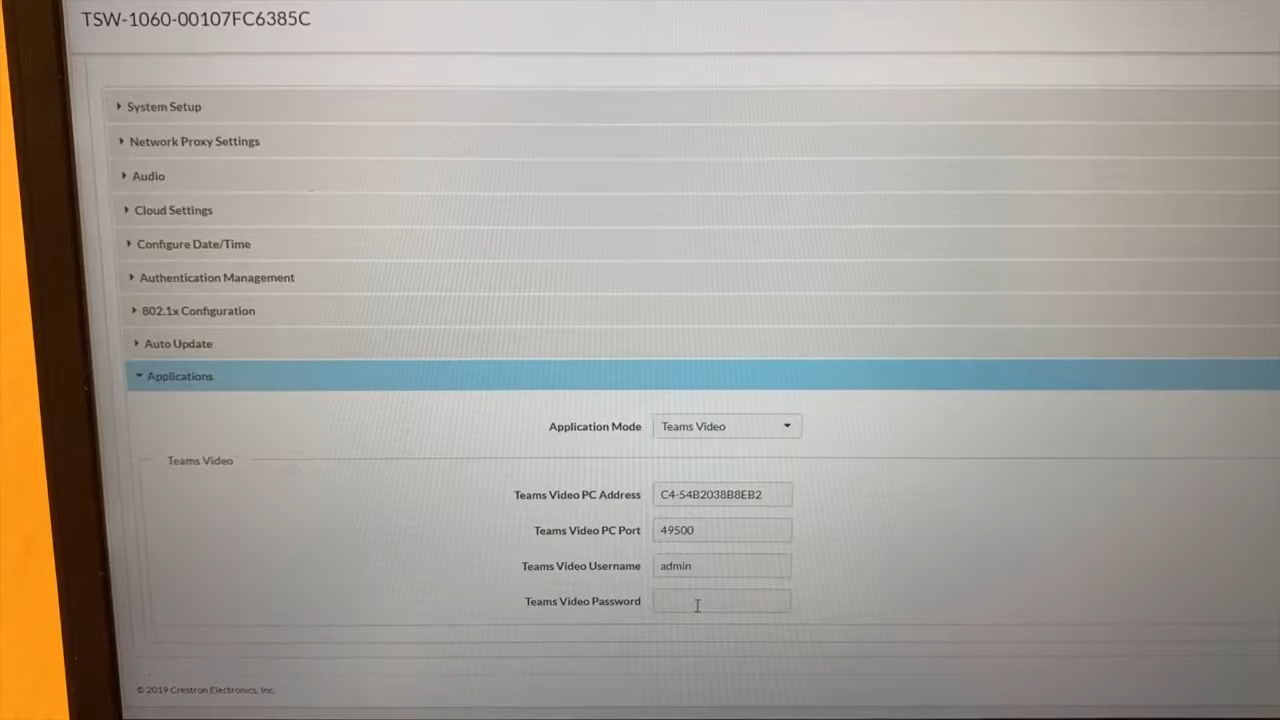 TSW-1060-00107FC6385C
System Setup
Network Proxy Settings
Audio
Cloud Settings
Configure Date/Time
Authentication Management
802.1x Configuration
Auto Update
Applications
Application Mode Teams Video
Teams Video
Teams Video PC Address C4-54B2038B8EB2
Teams Video PC Port 49500
Teams Video Username admin
Teams Video Password
© 2019 Crestron Electronics, Inc.